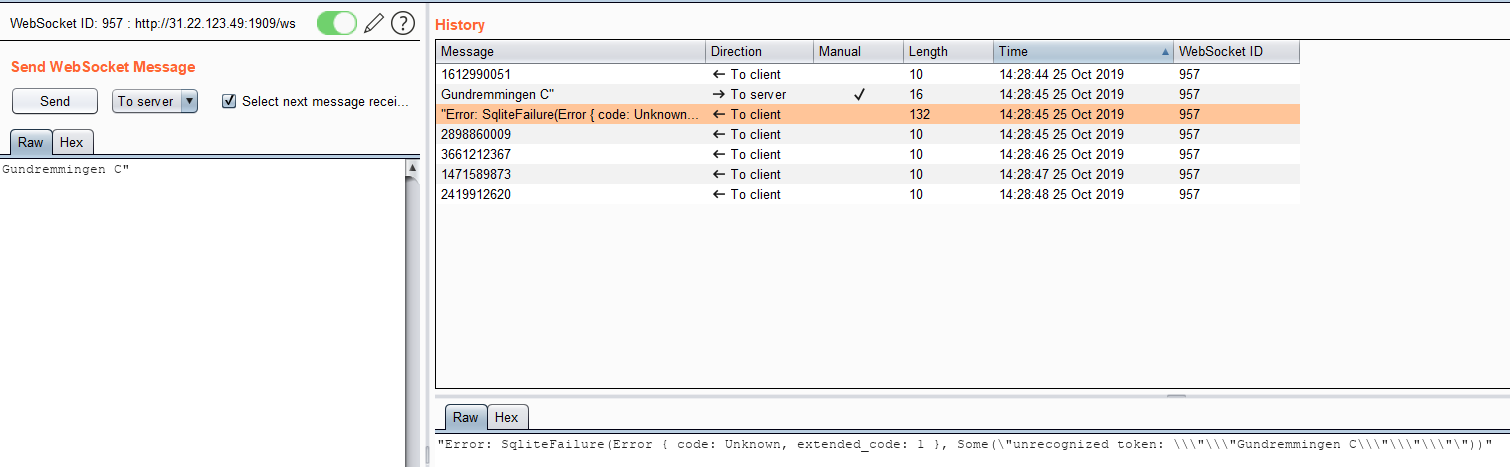 WebSocket ID: 957 : http://31.22.123.49:1909/ws
Send WebSocket Message
Send To server Select next message recei...
Raw Hex
Gundremmingen C"
History
Message Direction Manual Length Time WebSocket ID
1612990051 ← To client 10 14:28:44 25 Oct 2019 957
Gundremmingen C" → To server ✓ 16 14:28:45 25 Oct 2019 957
"Error: SqliteFailure(Error { code: Unknown... ← To client 132 14:28:45 25 Oct 2019 957
2898860009 ← To client 10 14:28:45 25 Oct 2019 957
3661212367 ← To client 10 14:28:46 25 Oct 2019 957
1471589873 ← To client 10 14:28:47 25 Oct 2019 957
2419912620 ← To client 10 14:28:48 25 Oct 2019 957
Raw Hex
"Error: SqliteFailure(Error { code: Unknown, extended_code: 1 }, Some(\"unrecognized token: \\\"\\\"Gundremmingen C\\\"\\\"\\\"\"))"